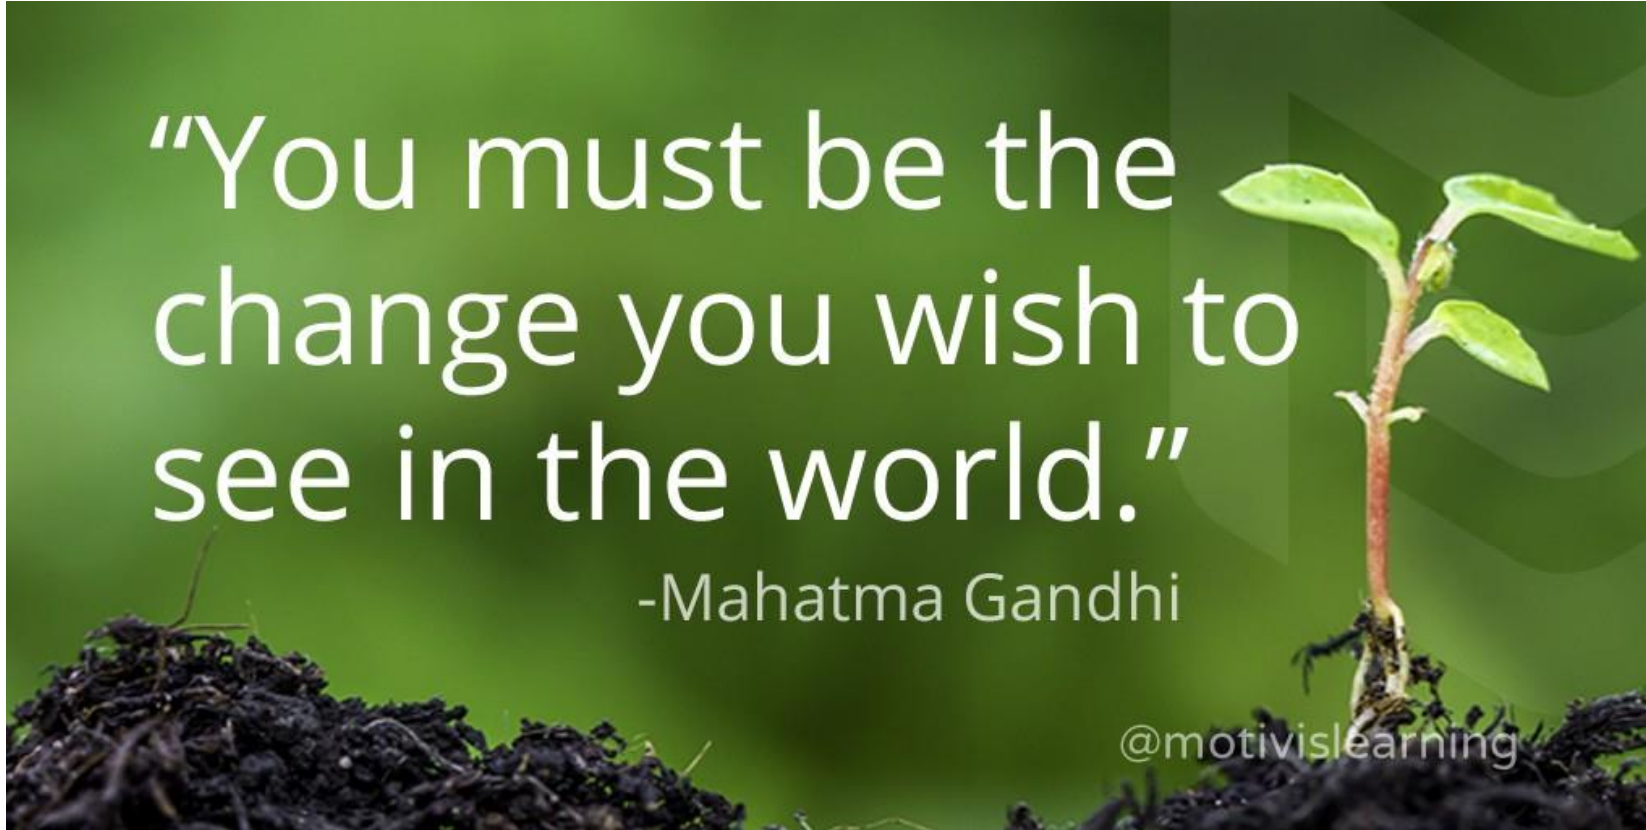 “You must be the
change you wish to
see in the world.”
-Mahatma Gandhi
@motivislearning